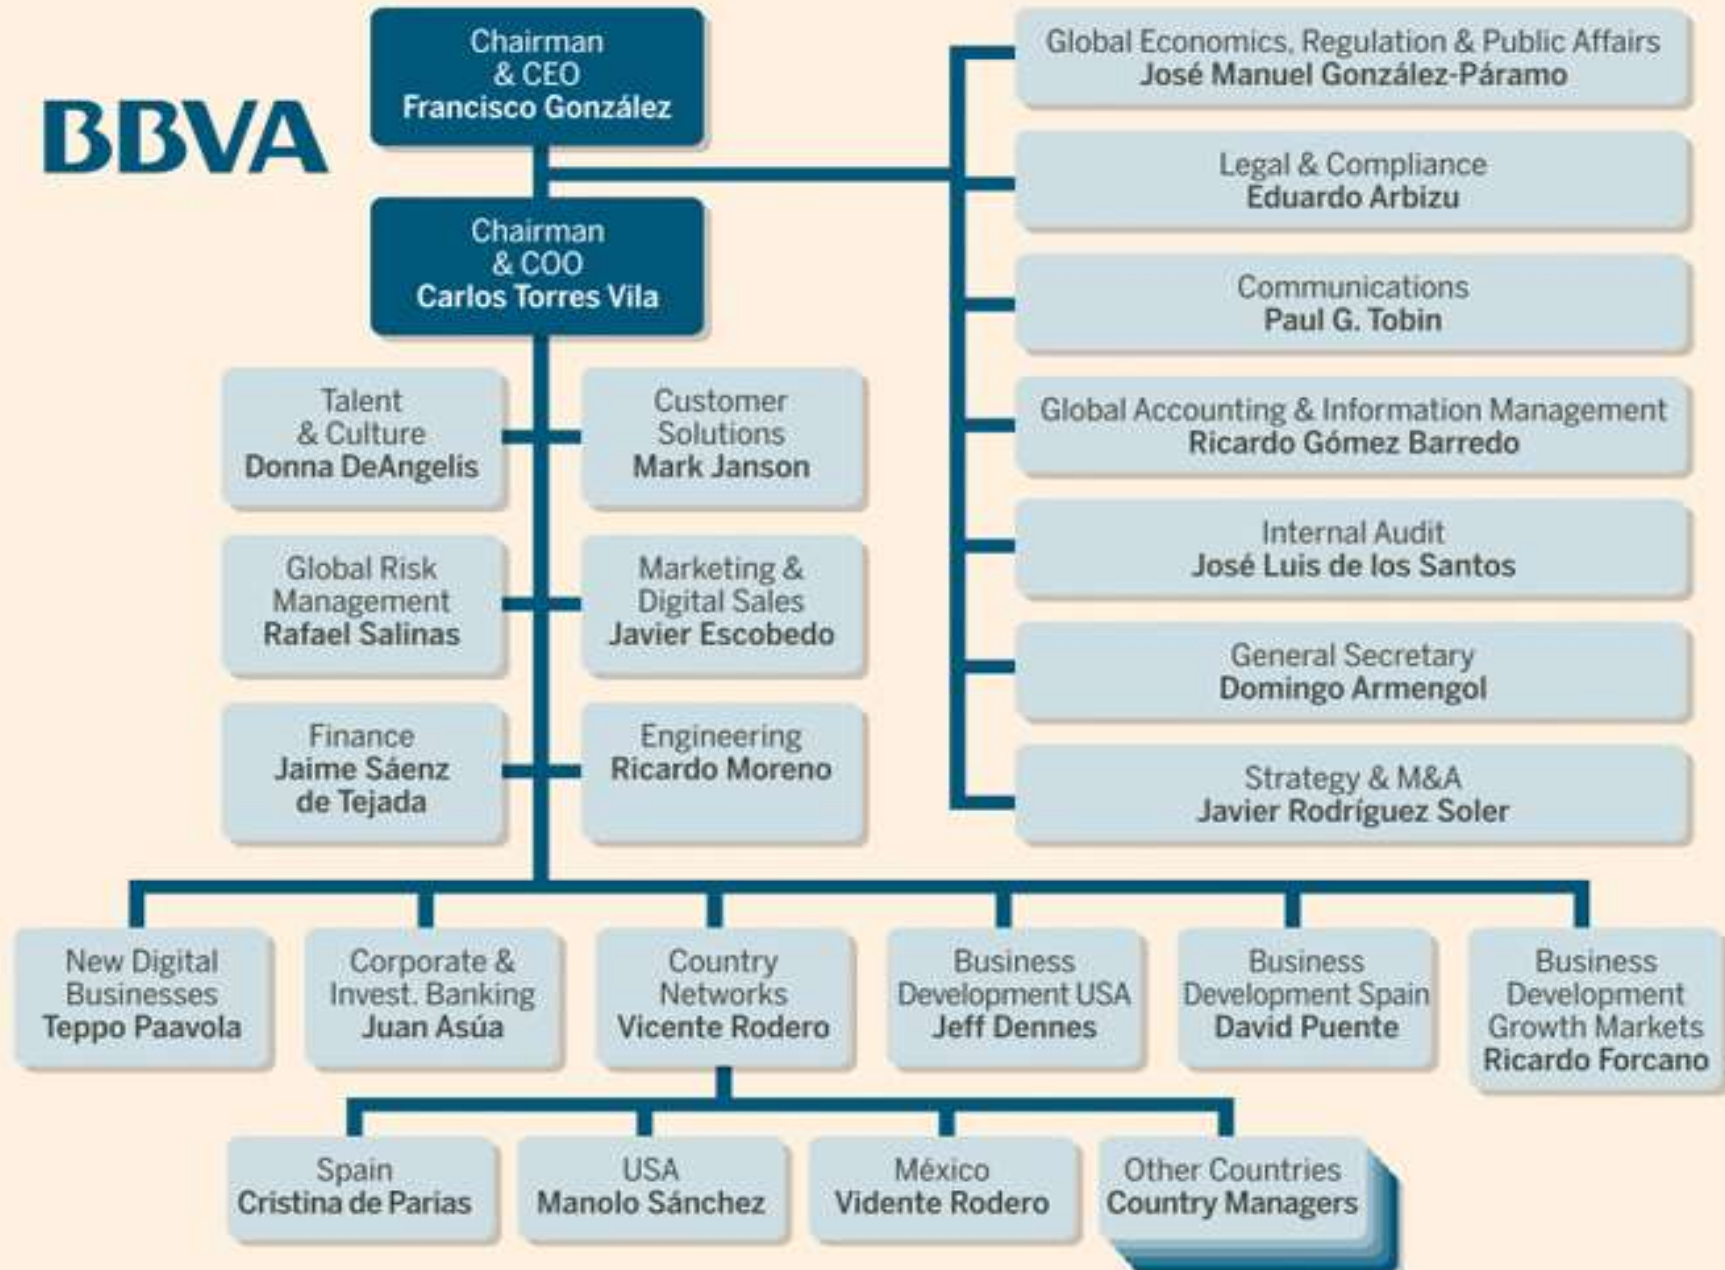 BBVA
Chairman
& CEO
Francisco González
Chairman
& COO
Carlos Torres Vila
Global Economics, Regulation & Public Affairs
José Manuel González-Páramo
Legal & Compliance
Eduardo Arbizu
Communications
Paul G. Tobin
Global Accounting & Information Management
Ricardo Gómez Barredo
Internal Audit
José Luis de los Santos
General Secretary
Domingo Armengol
Strategy & M&A
Javier Rodríguez Soler
Talent
& Culture
Donna DeAngelis
Customer
Solutions
Mark Janson
Global Risk
Management
Rafael Salinas
Marketing &
Digital Sales
Javier Escobedo
Finance
Jaime Sáenz
de Tejada
Engineering
Ricardo Moreno
New Digital
Businesses
Teppo Paavola
Corporate &
Invest. Banking
Juan Asúa
Country
Networks
Vicente Rodero
Business
Development USA
Jeff Dennes
Business
Development Spain
David Puente
Business
Development
Growth Markets
Ricardo Forcano
Spain
Cristina de Parias
USA
Manolo Sánchez
México
Vidente Rodero
Other Countries
Country Managers